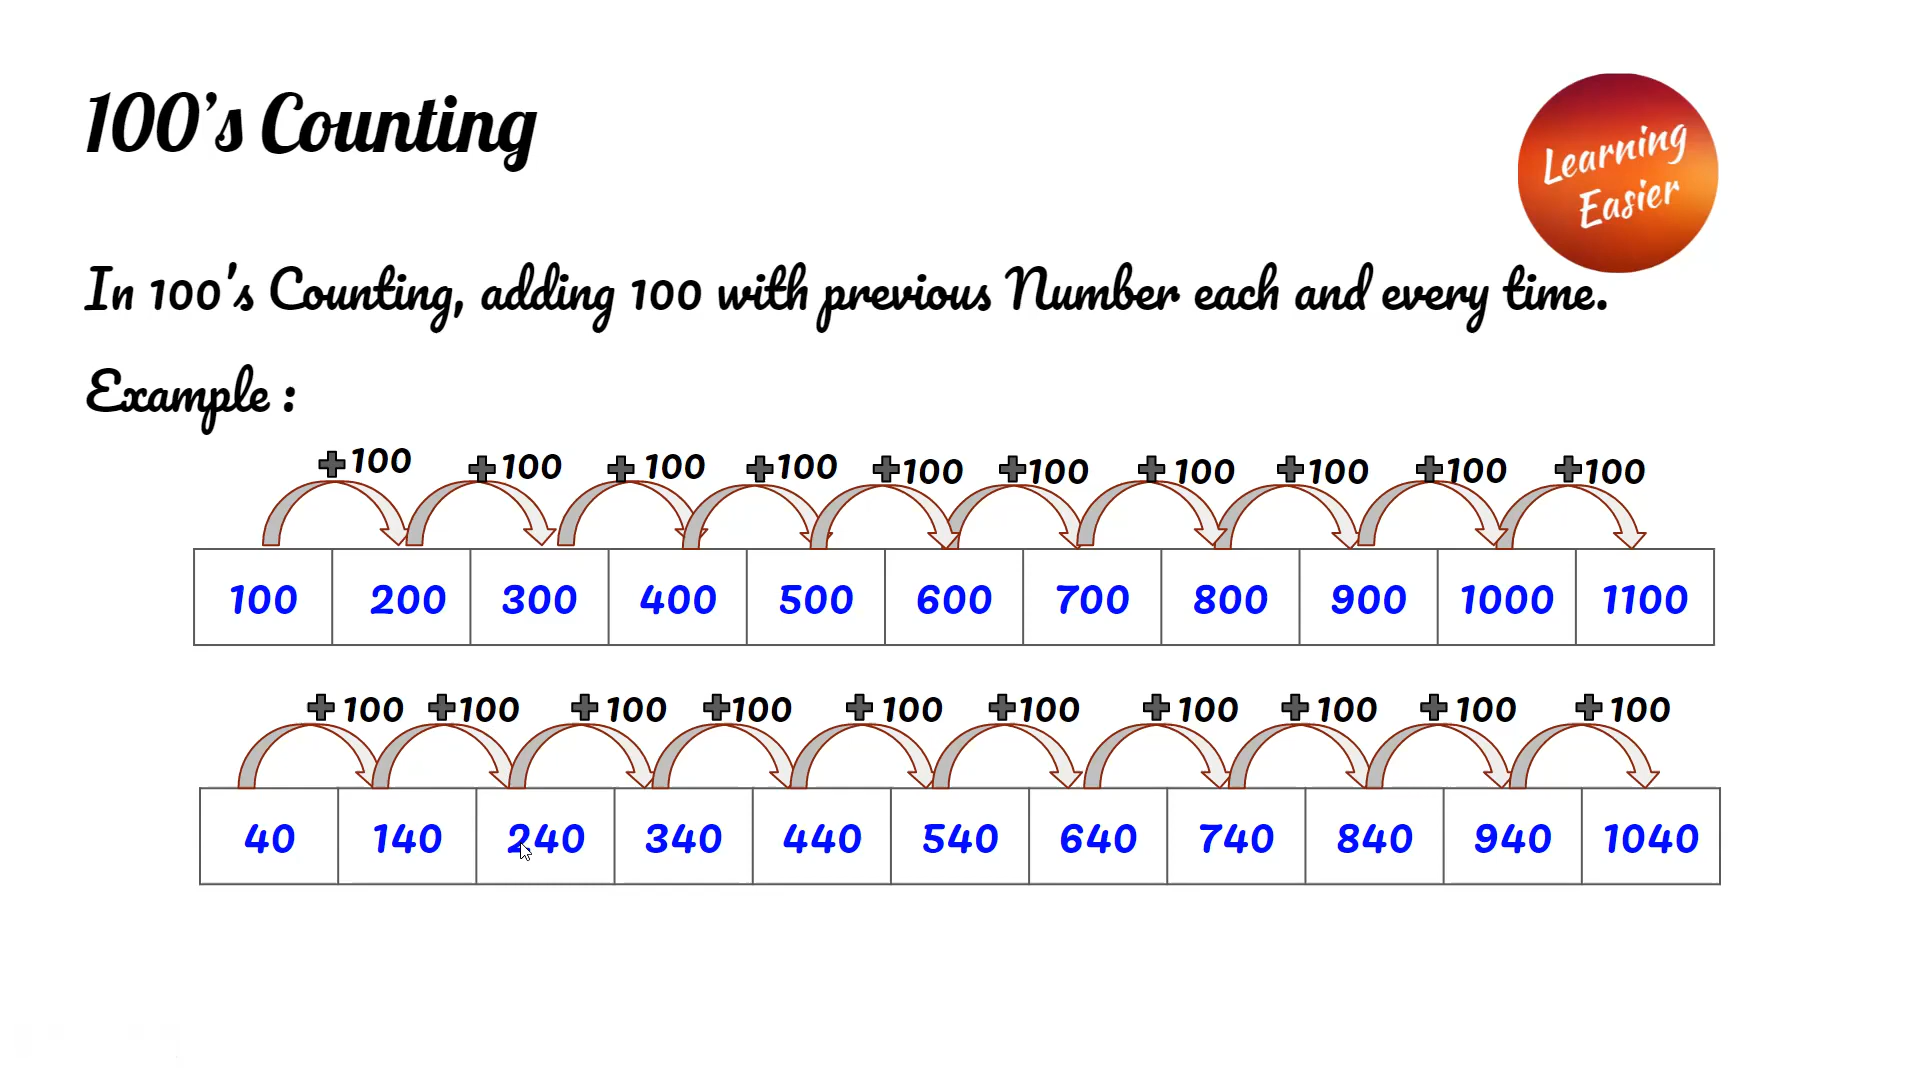 100's Counting
Learning
Easier
In 100's Counting, adding 100 with previous Number each and every time.
Example :
+100 +100 +100 +100 +100 +100 +100 +100 +100 +100
100 200 300 400 500 600 700 800 900 1000 1100
+100 +100 +100 +100 +100 +100 +100 +100 +100 +100
40 140 240 340 440 540 640 740 840 940 1040